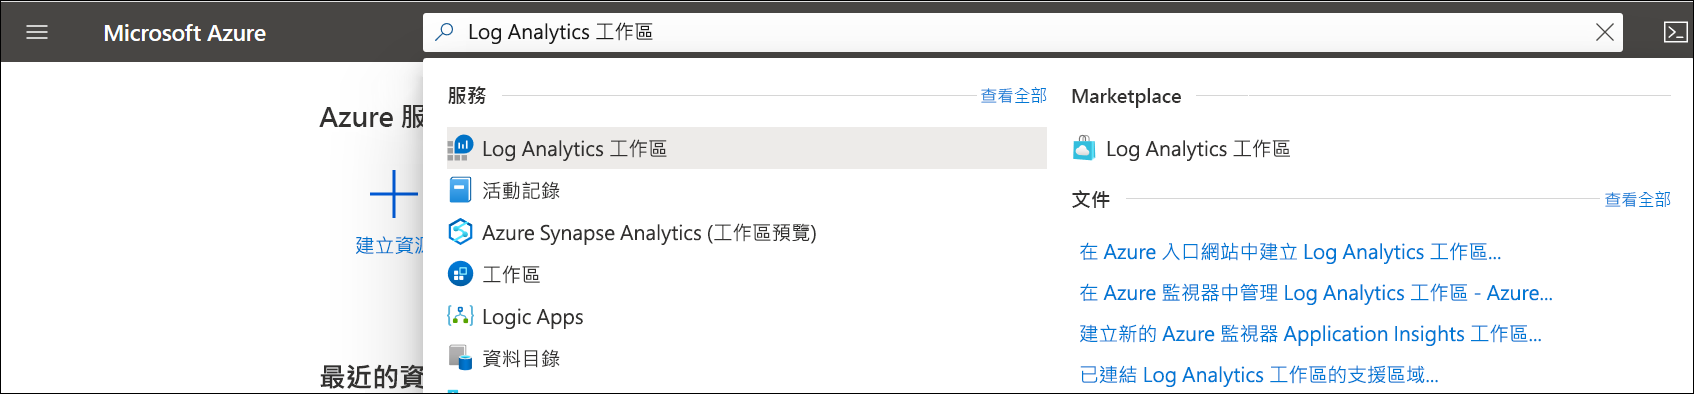 Microsoft Azure
Log Analytics 工作區
Azure 服
建立資源
最近的資
服務
查看全部
Log Analytics 工作區
活動記錄
Azure Synapse Analytics (工作區預覽)
工作區
Logic Apps
資料目錄
Marketplace
Log Analytics 工作區
文件
查看全部
在 Azure 入口網站中建立 Log Analytics 工作區...
在 Azure 監視器中管理 Log Analytics 工作區 - Azure...
建立新的 Azure 監視器 Application Insights 工作區...
已連結 Log Analytics 工作區的支援區域...